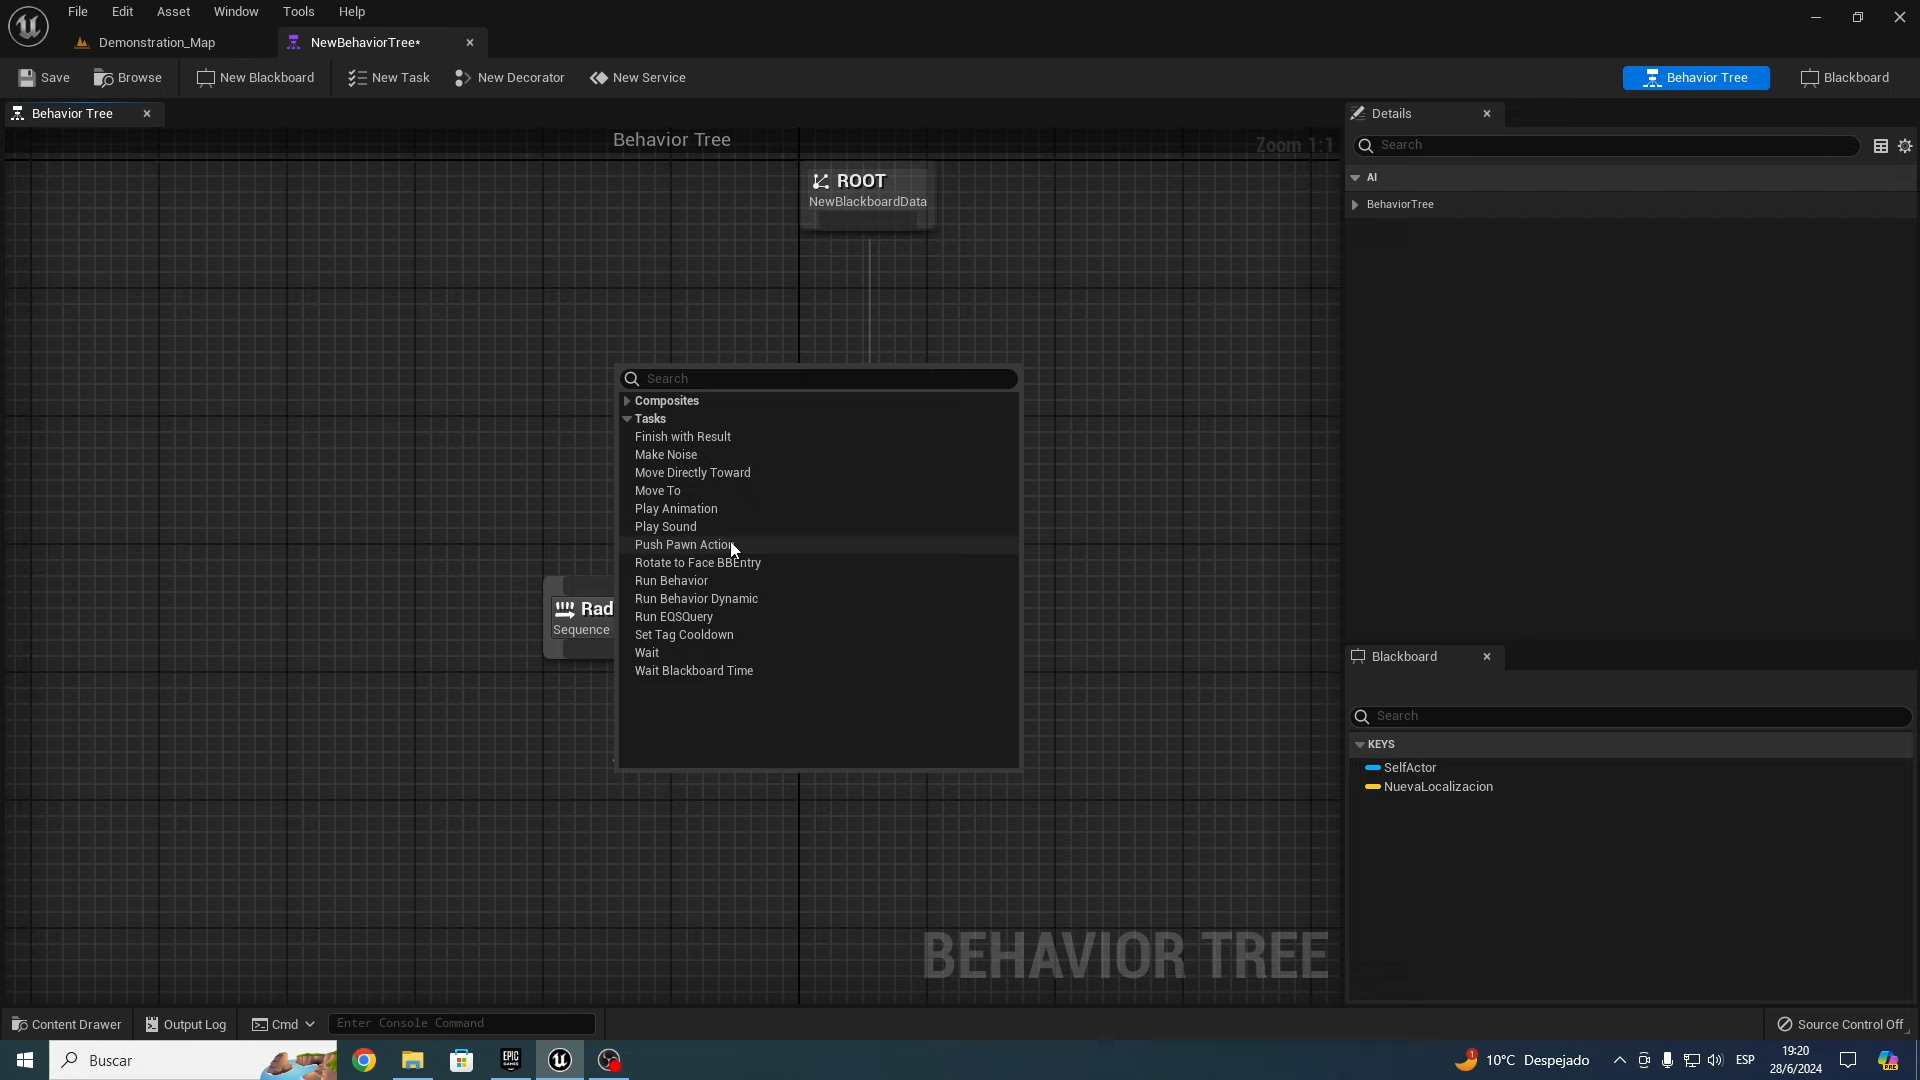 File Edit Asset Window Tools Help
Demonstration_Map
NewBehaviorTree*
Save Browse New Blackboard New Task New Decorator New Service
Behavior Tree Blackboard
Behavior Tree
Behavior Tree
Zoom 1:1
ROOT
NewBlackboardData
Search
Composites
Tasks
Finish with Result
Make Noise
Move Directly Toward
Move To
Play Animation
Play Sound
Push Pawn Action
Rotate to Face BBEntry
Run Behavior
Run Behavior Dynamic
Run EQSQuery
Set Tag Cooldown
Wait
Wait Blackboard Time
Rad
Sequence
BEHAVIOR TREE
Details
Search
AI
BehaviorTree
Blackboard
Search
KEYS
SelfActor
NuevaLocalizacion
Content Drawer Output Log Cmd Enter Console Command
Source Control Off
Buscar
EPIC GAMES
1
10°C Despejado
ESP
19:20
28/6/2024
PRE